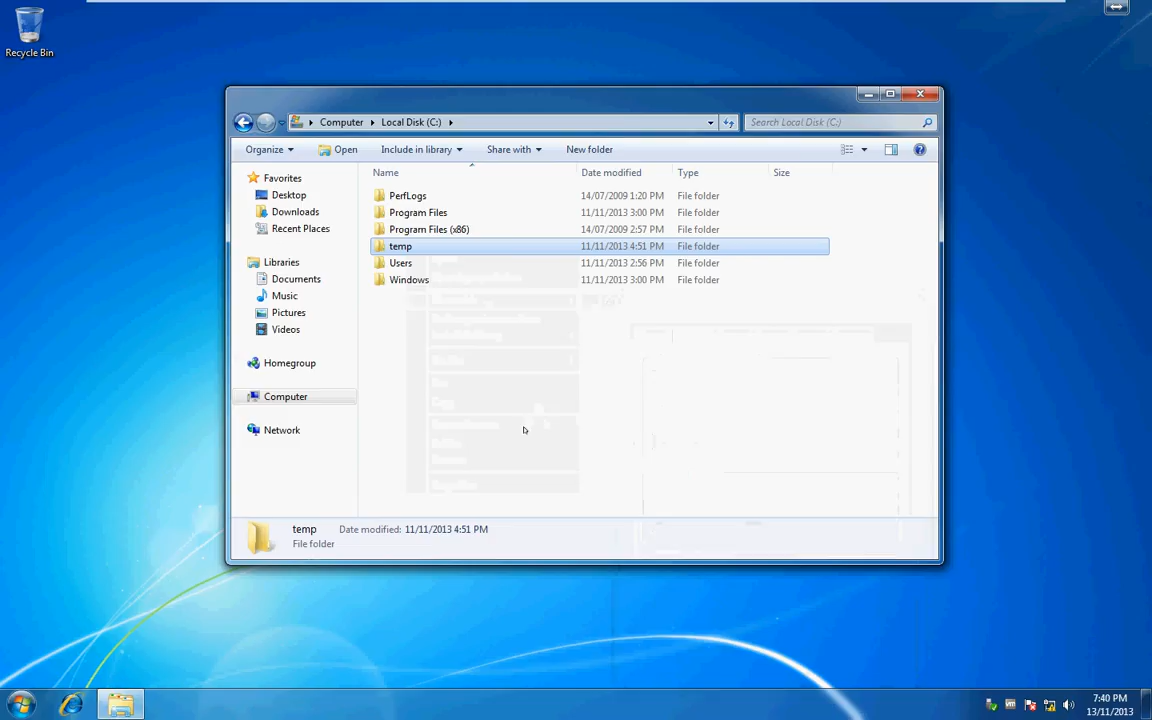 Recycle Bin
Computer Local Disk (C:)
Search Local Disk (C:)
Organize Open Include in library Share with New folder
Name Date modified Type Size
Favorites
Desktop
Downloads
Recent Places
Libraries
Documents
Music
Pictures
Videos
Homegroup
Computer
Network
PerfLogs 14/07/2009 1:20 PM File folder
Program Files 11/11/2013 3:00 PM File folder
Program Files (x86) 14/07/2009 2:57 PM File folder
temp 11/11/2013 4:51 PM File folder
Users 11/11/2013 2:56 PM File folder
Windows 11/11/2013 3:00 PM File folder
temp Date modified: 11/11/2013 4:51 PM
File folder
7:40 PM
13/11/2013